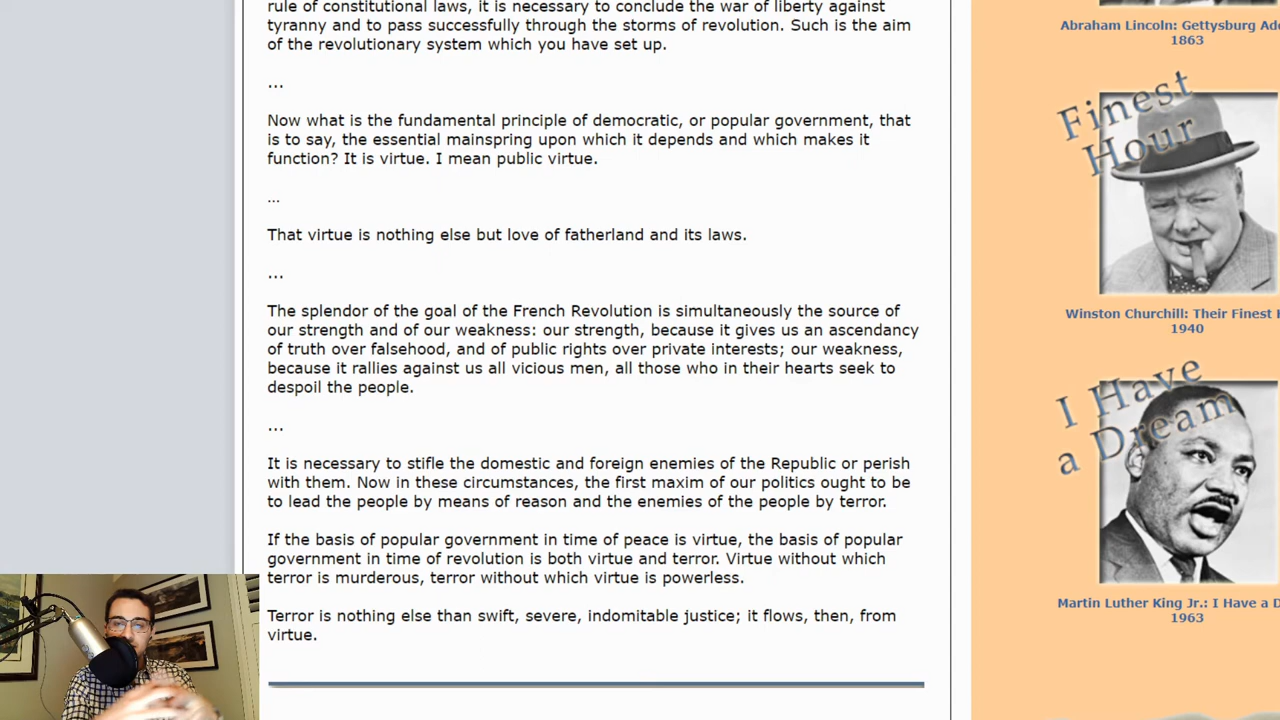 rule of constitutional laws, it is necessary to conclude the war of liberty against
tyranny and to pass successfully through the storms of revolution. Such is the aim
of the revolutionary system which you have set up.
...
Now what is the fundamental principle of democratic, or popular government, that
is to say, the essential mainspring upon which it depends and which makes it
function? It is virtue. I mean public virtue.
...
That virtue is nothing else but love of fatherland and its laws.
...
The splendor of the goal of the French Revolution is simultaneously the source of
our strength and of our weakness: our strength, because it gives us an ascendancy
of truth over falsehood, and of public rights over private interests; our weakness,
because it rallies against us all vicious men, all those who in their hearts seek to
despoil the people.
...
It is necessary to stifle the domestic and foreign enemies of the Republic or perish
with them. Now in these circumstances, the first maxim of our politics ought to be
to lead the people by means of reason and the enemies of the people by terror.
If the basis of popular government in time of peace is virtue, the basis of popular
government in time of revolution is both virtue and terror. Virtue without which
terror is murderous, terror without which virtue is powerless.
Terror is nothing else than swift, severe, indomitable justice; it flows, then, from
virtue.
Abraham Lincoln: Gettysburg
1863
Finest
Hour
Winston Churchill: Their Finest
1940
I Have
a Dream
Martin Luther King Jr.: I Have a
1963